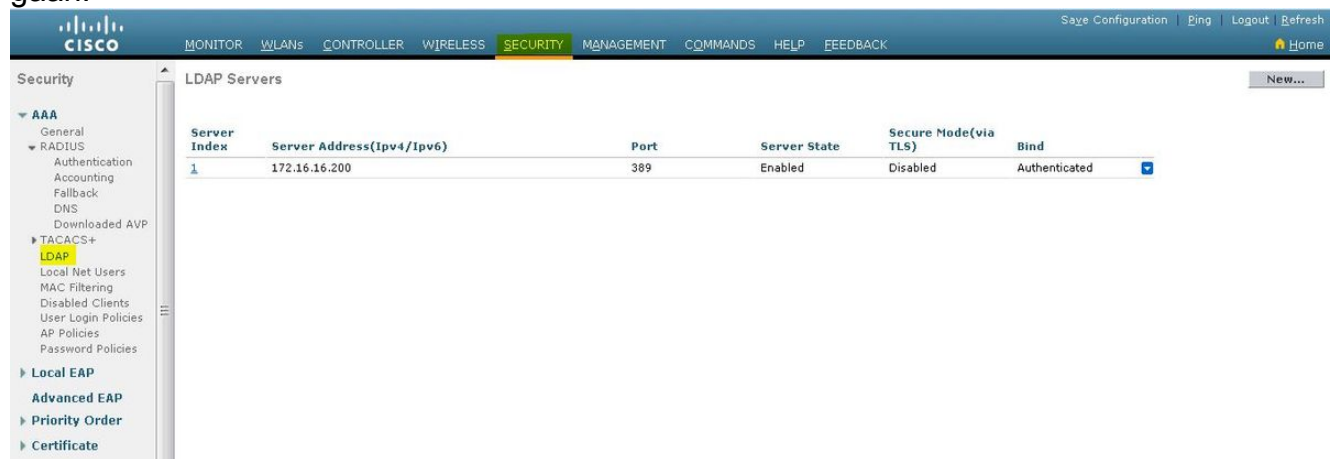 Save Configuration | Ping | Logout | Refresh
CISCO
MONITOR WLANs CONTROLLER WIRELESS SECURITY MANAGEMENT COMMANDS HELP FEEDBACK
Home
Security
AAA
General
RADIUS
Authentication
Accounting
Fallback
DNS
Downloaded AVP
TACACS+
LDAP
Local Net Users
MAC Filtering
Disabled Clients
User Login Policies
AP Policies
Password Policies
Local EAP
Advanced EAP
Priority Order
Certificate
LDAP Servers
New...
Server Index Server Address(Ipv4/Ipv6) Port Server State Secure Mode(via TLS) Bind
1 172.16.16.200 389 Enabled Disabled Authenticated